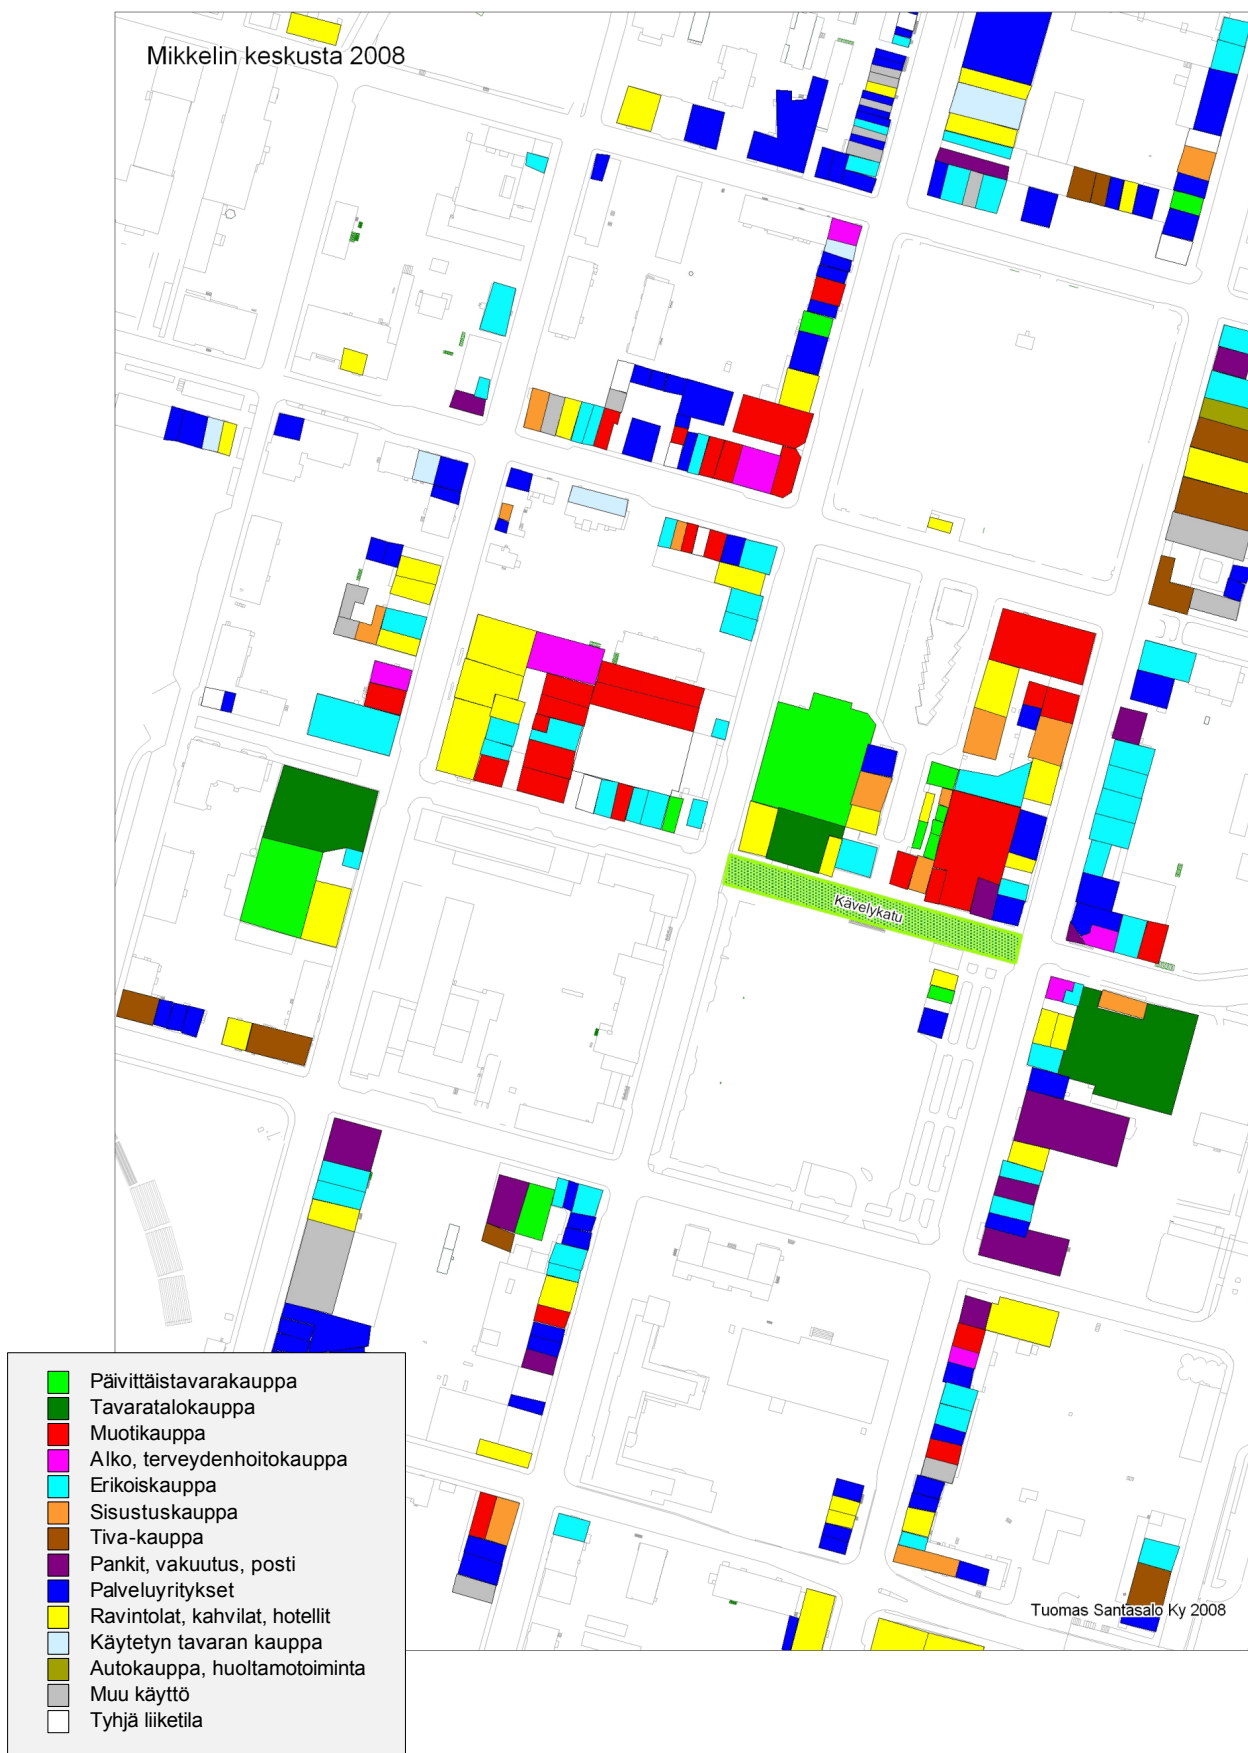 Mikkelin keskusta 2008
Kävelykatu
Tuomas Santasalo Ky 2008
Päivittäistavarakauppa
Tavaratalokauppa
Muotikauppa
Alko, terveydenhoitokauppa
Erikoiskauppa
Sisustuskauppa
Tiva-kauppa
Pankit, vakuutus, posti
Palveluyritykset
Ravintolat, kahvilat, hotellit
Käytetyn tavaran kauppa
Autokauppa, huoltamotoiminta
Muu käyttö
Tyhjä liiketila